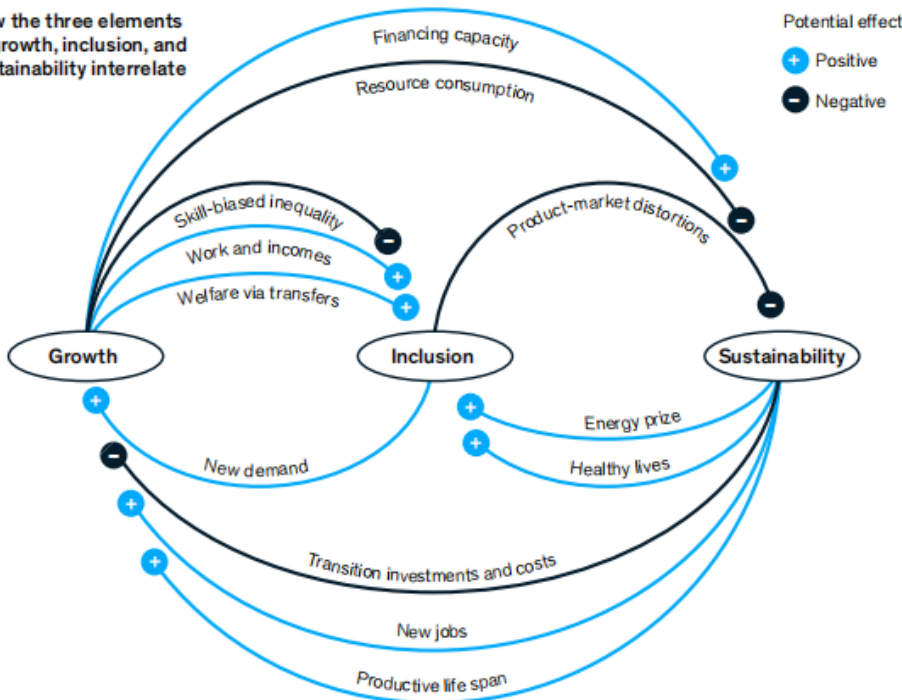 the three elements
growth, inclusion, and
sustainability interrelate
Potential effect
+ Positive
− Negative
Financing capacity
Resource consumption
Skill-biased inequality
Work and incomes
Welfare via transfers
Product-market distortions
Growth
Inclusion
Sustainability
Energy prize
Healthy lives
New demand
Transition investments and costs
New jobs
Productive life span